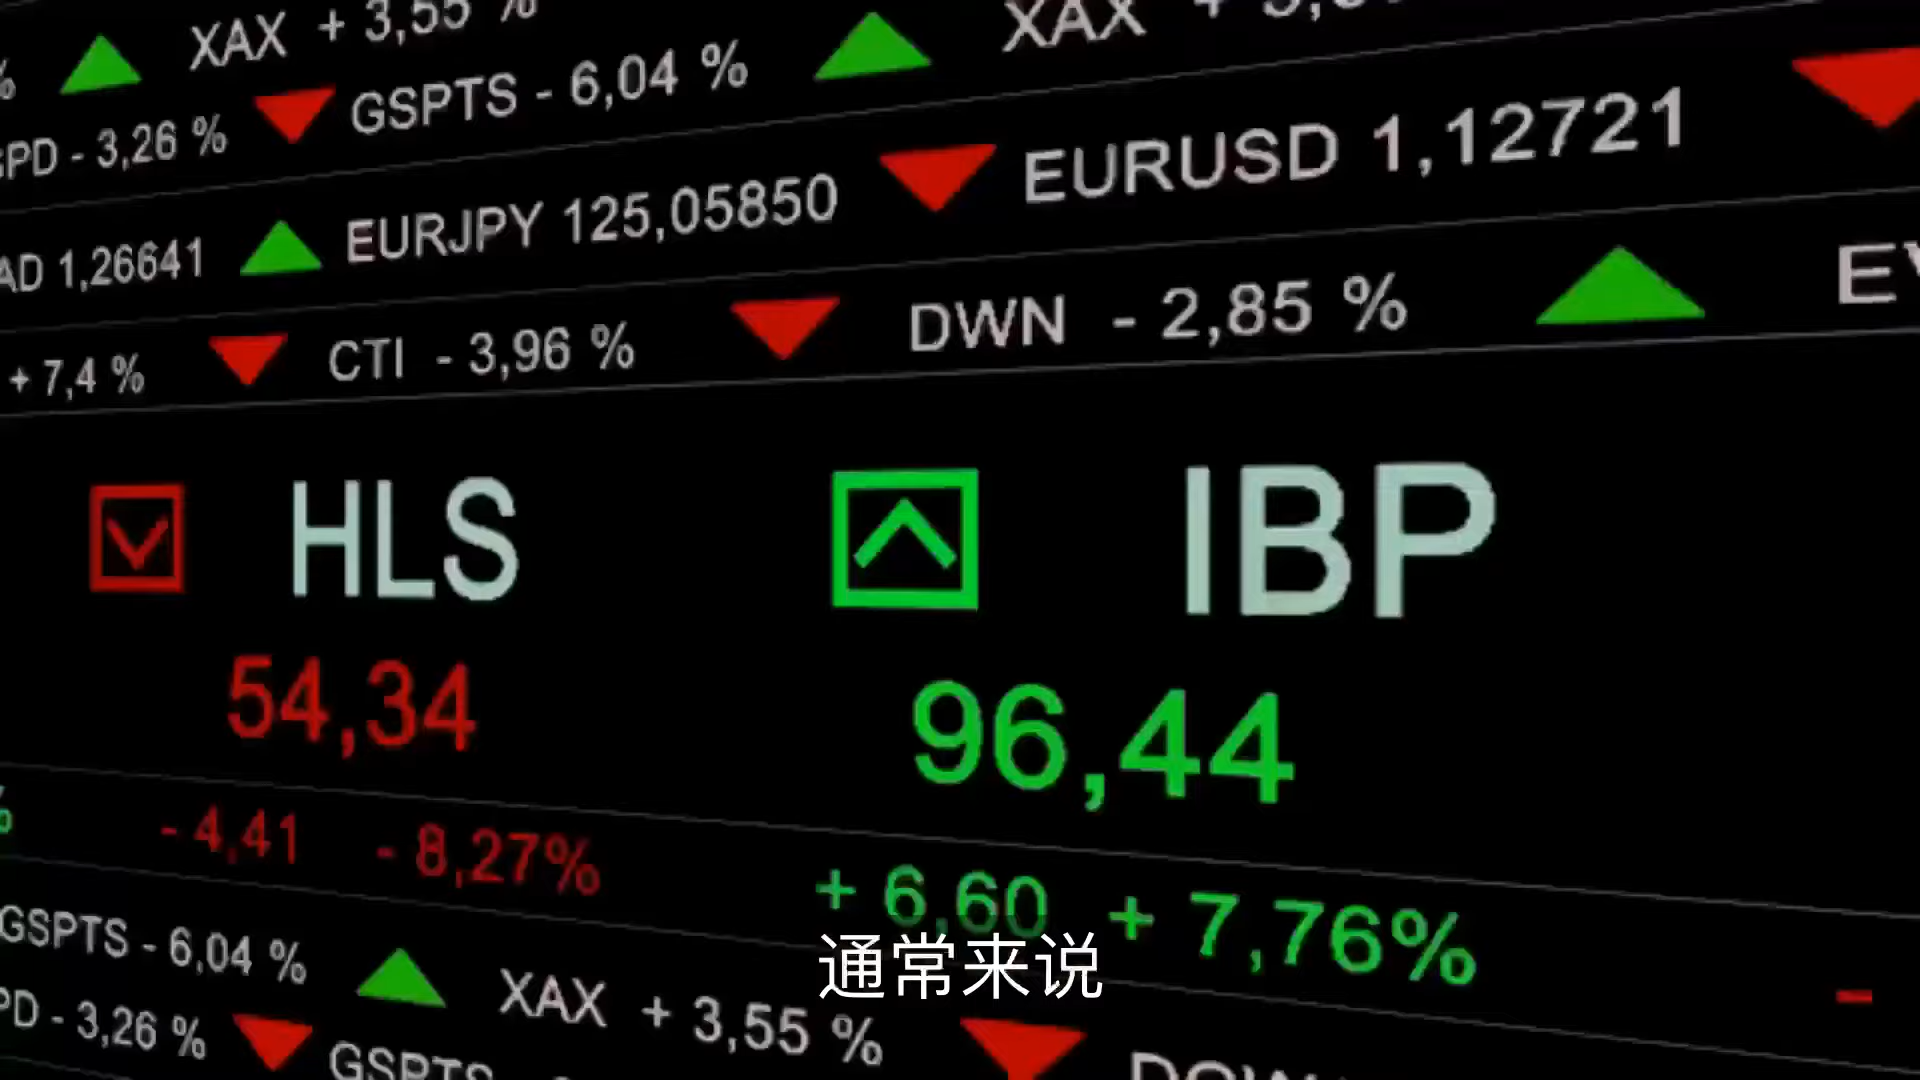 XAX + 3,55 % XAX
PD - 3,26 % GSPTS - 6,04 %
AD 1,26641 EURJPY 125,05850 EURUSD 1,12721
+ 7,4 % CTI - 3,96 % DWN - 2,85 %
HLS IBP
54,34 96,44
- 4,41 - 8,27% + 6,60 + 7,76%
通常来说
GSPTS - 6,04 % XAX + 3,55 %
PD - 3,26 % GSPTS